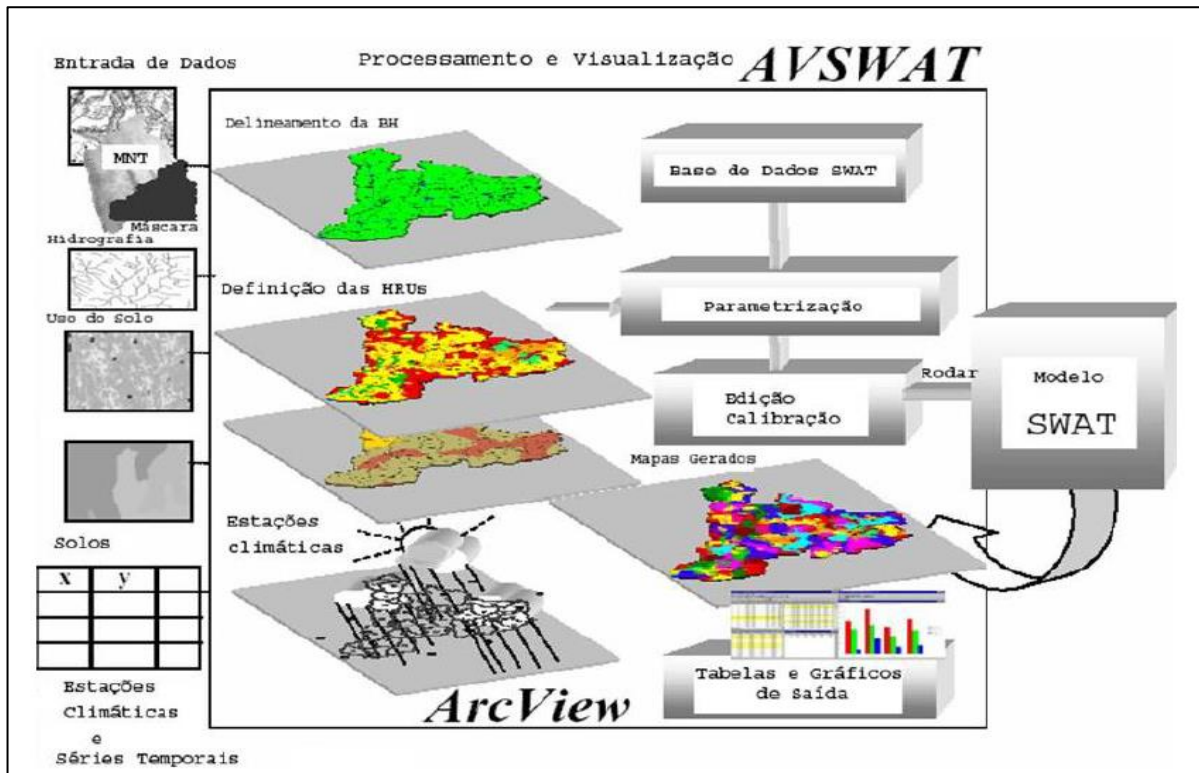 Entrada de Dados
Processamento e Visualização
AVSWAT
MNT
Máscara
Hidrografia
Uso do Solo
Solos
x y
Estações
Climáticas
e
Séries Temporais
Delineamento da BH
Definição das HRUs
Estações
climáticas
ArcView
Base de Dados SWAT
Parametrização
Edição
Calibração
Rodar
Modelo
SWAT
Mapas Gerados
Tabelas e Gráficos
de Saída